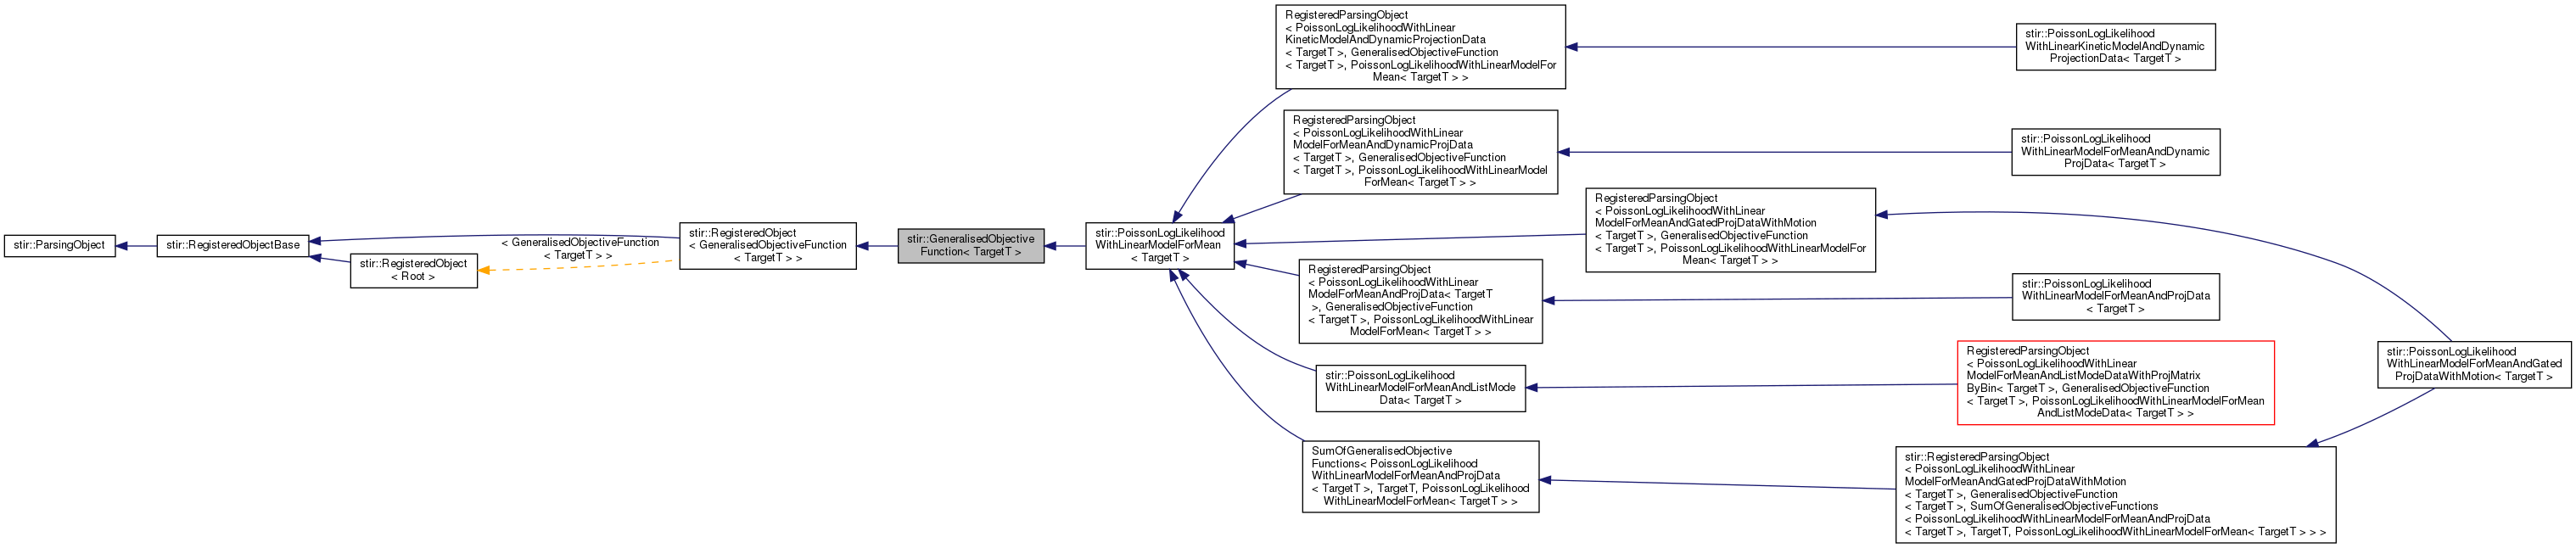 stir::ParsingObject
stir::RegisteredObjectBase
stir::RegisteredObject
< Root >
< GeneralisedObjectiveFunction
< TargetT > >
stir::RegisteredObject
< GeneralisedObjectiveFunction
< TargetT > >
stir::GeneralisedObjective
Function< TargetT >
stir::PoissonLogLikelihood
WithLinearModelForMean
< TargetT >
RegisteredParsingObject
< PoissonLogLikelihoodWithLinear
KineticModelAndDynamicProjectionData
< TargetT >, GeneralisedObjectiveFunction
< TargetT >, PoissonLogLikelihoodWithLinearModelFor
Mean< TargetT > >
stir::PoissonLogLikelihood
WithLinearKineticModelAndDynamic
ProjectionData< TargetT >
RegisteredParsingObject
< PoissonLogLikelihoodWithLinear
ModelForMeanAndDynamicProjData
< TargetT >, GeneralisedObjectiveFunction
< TargetT >, PoissonLogLikelihoodWithLinearModel
ForMean< TargetT > >
stir::PoissonLogLikelihood
WithLinearModelForMeanAndDynamic
ProjData< TargetT >
RegisteredParsingObject
< PoissonLogLikelihoodWithLinear
ModelForMeanAndGatedProjDataWithMotion
< TargetT >, GeneralisedObjectiveFunction
< TargetT >, PoissonLogLikelihoodWithLinearModelFor
Mean< TargetT > >
RegisteredParsingObject
< PoissonLogLikelihoodWithLinear
ModelForMeanAndProjData< TargetT
>, GeneralisedObjectiveFunction
< TargetT >, PoissonLogLikelihoodWithLinear
ModelForMean< TargetT > >
stir::PoissonLogLikelihood
WithLinearModelForMeanAndProjData
< TargetT >
stir::PoissonLogLikelihood
WithLinearModelForMeanAndListMode
Data< TargetT >
RegisteredParsingObject
< PoissonLogLikelihoodWithLinear
ModelForMeanAndListModeDataWithProjMatrix
ByBin< TargetT >, GeneralisedObjectiveFunction
< TargetT >, PoissonLogLikelihoodWithLinearModelForMean
AndListModeData< TargetT > >
stir::PoissonLogLikelihood
WithLinearModelForMeanAndGated
ProjDataWithMotion< TargetT >
SumOfGeneralisedObjective
Functions< PoissonLogLikelihood
WithLinearModelForMeanAndProjData
< TargetT >, TargetT, PoissonLogLikelihood
WithLinearModelForMean< TargetT > >
stir::RegisteredParsingObject
< PoissonLogLikelihoodWithLinear
ModelForMeanAndGatedProjDataWithMotion
< TargetT >, GeneralisedObjectiveFunction
< TargetT >, SumOfGeneralisedObjectiveFunctions
< PoissonLogLikelihoodWithLinearModelForMeanAndProjData
< TargetT >, TargetT, PoissonLogLikelihoodWithLinearModelForMean< TargetT > > >